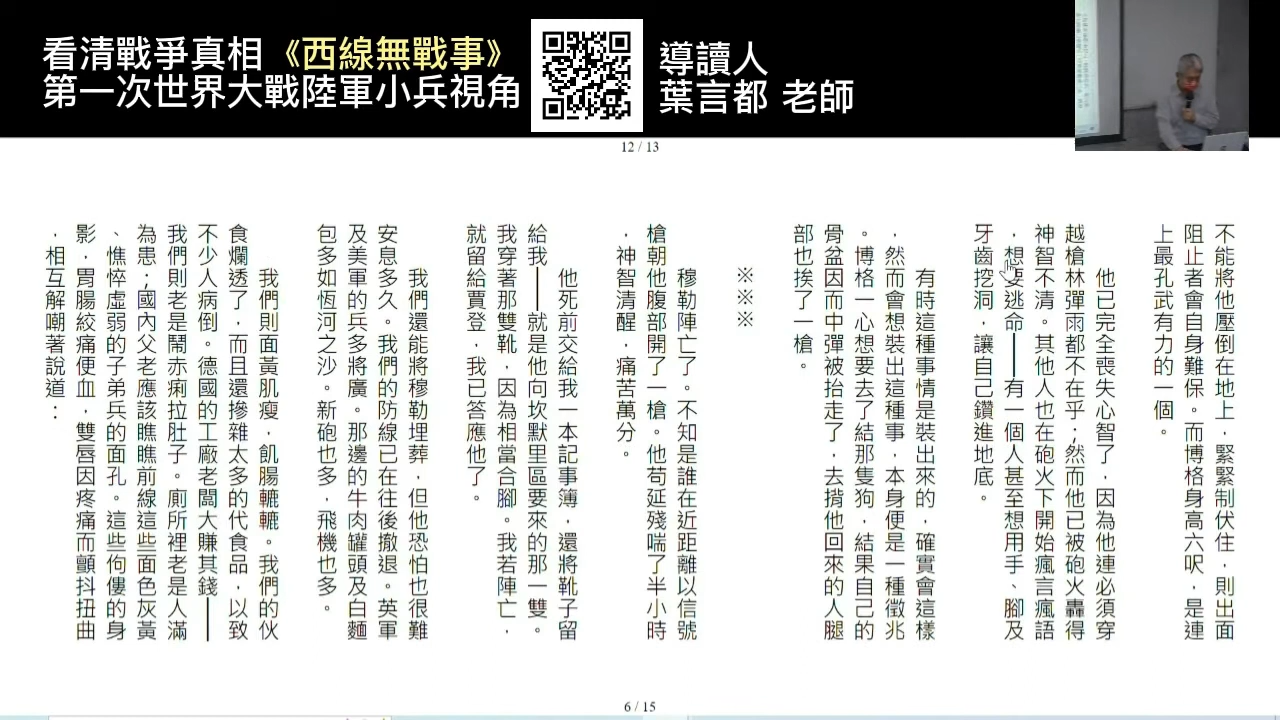 看清戰爭真相《西線無戰事》
第一次世界大戰陸軍小兵視角
導讀人
葉言都 老師
12 / 13
不能將他壓倒在地上，緊緊制伏住，則出面
阻止者會自身難保。而博格身高六呎，是連
上最孔武有力的一個。
他已完全喪失心智了，因為他連必須穿
越槍林彈雨都不在乎；然而他已被砲火轟得
神智不清。其他人也在砲火下開始瘋言瘋語
，想要逃命——有一個人甚至想用手、腳及
牙齒挖洞，讓自己鑽進地底。
有時這種事情是裝出來的，確實會這樣
，然而會想裝出這種事，本身便是一種徵兆
。博格一心想要去了結那隻狗，結果自己的
骨盆因而中彈被抬走了，去揹他回來的人腿
部也挨了一槍。
※※※
穆勒陣亡了。不知是誰在近距離以信號
槍朝他腹部開了一槍。他苟延殘喘了半小時
，神智清醒，痛苦萬分。
他死前交給我一本記事簿，還將靴子留
給我——就是他向坎默里區要來的那一雙。
我穿著那雙靴，因為相當合腳。我若陣亡，
就留給賈登，我已答應他了。
我們還能將穆勒埋葬，但他恐怕也很難
安息多久。我們的防線已在往後撤退。英軍
及美軍的兵多將廣。那邊的牛肉罐頭及白麵
包多如恆河之沙。新砲也多，飛機也多。
我們則面黃肌瘦，飢腸轆轆。我們的伙
食爛透了，而且還摻雜太多的代食品，以致
不少人病倒。德國的工廠老闆大賺其錢——
我們則老是鬧赤痢拉肚子。廁所裡老是人滿
為患；國內父老應該瞧瞧前線這些面色灰黃
、憔悴虛弱的子弟兵的面孔。這些佝僂的身
影，胃腸絞痛便血，雙唇因疼痛而顫抖扭曲
，相互解嘲著說道：
6 / 15